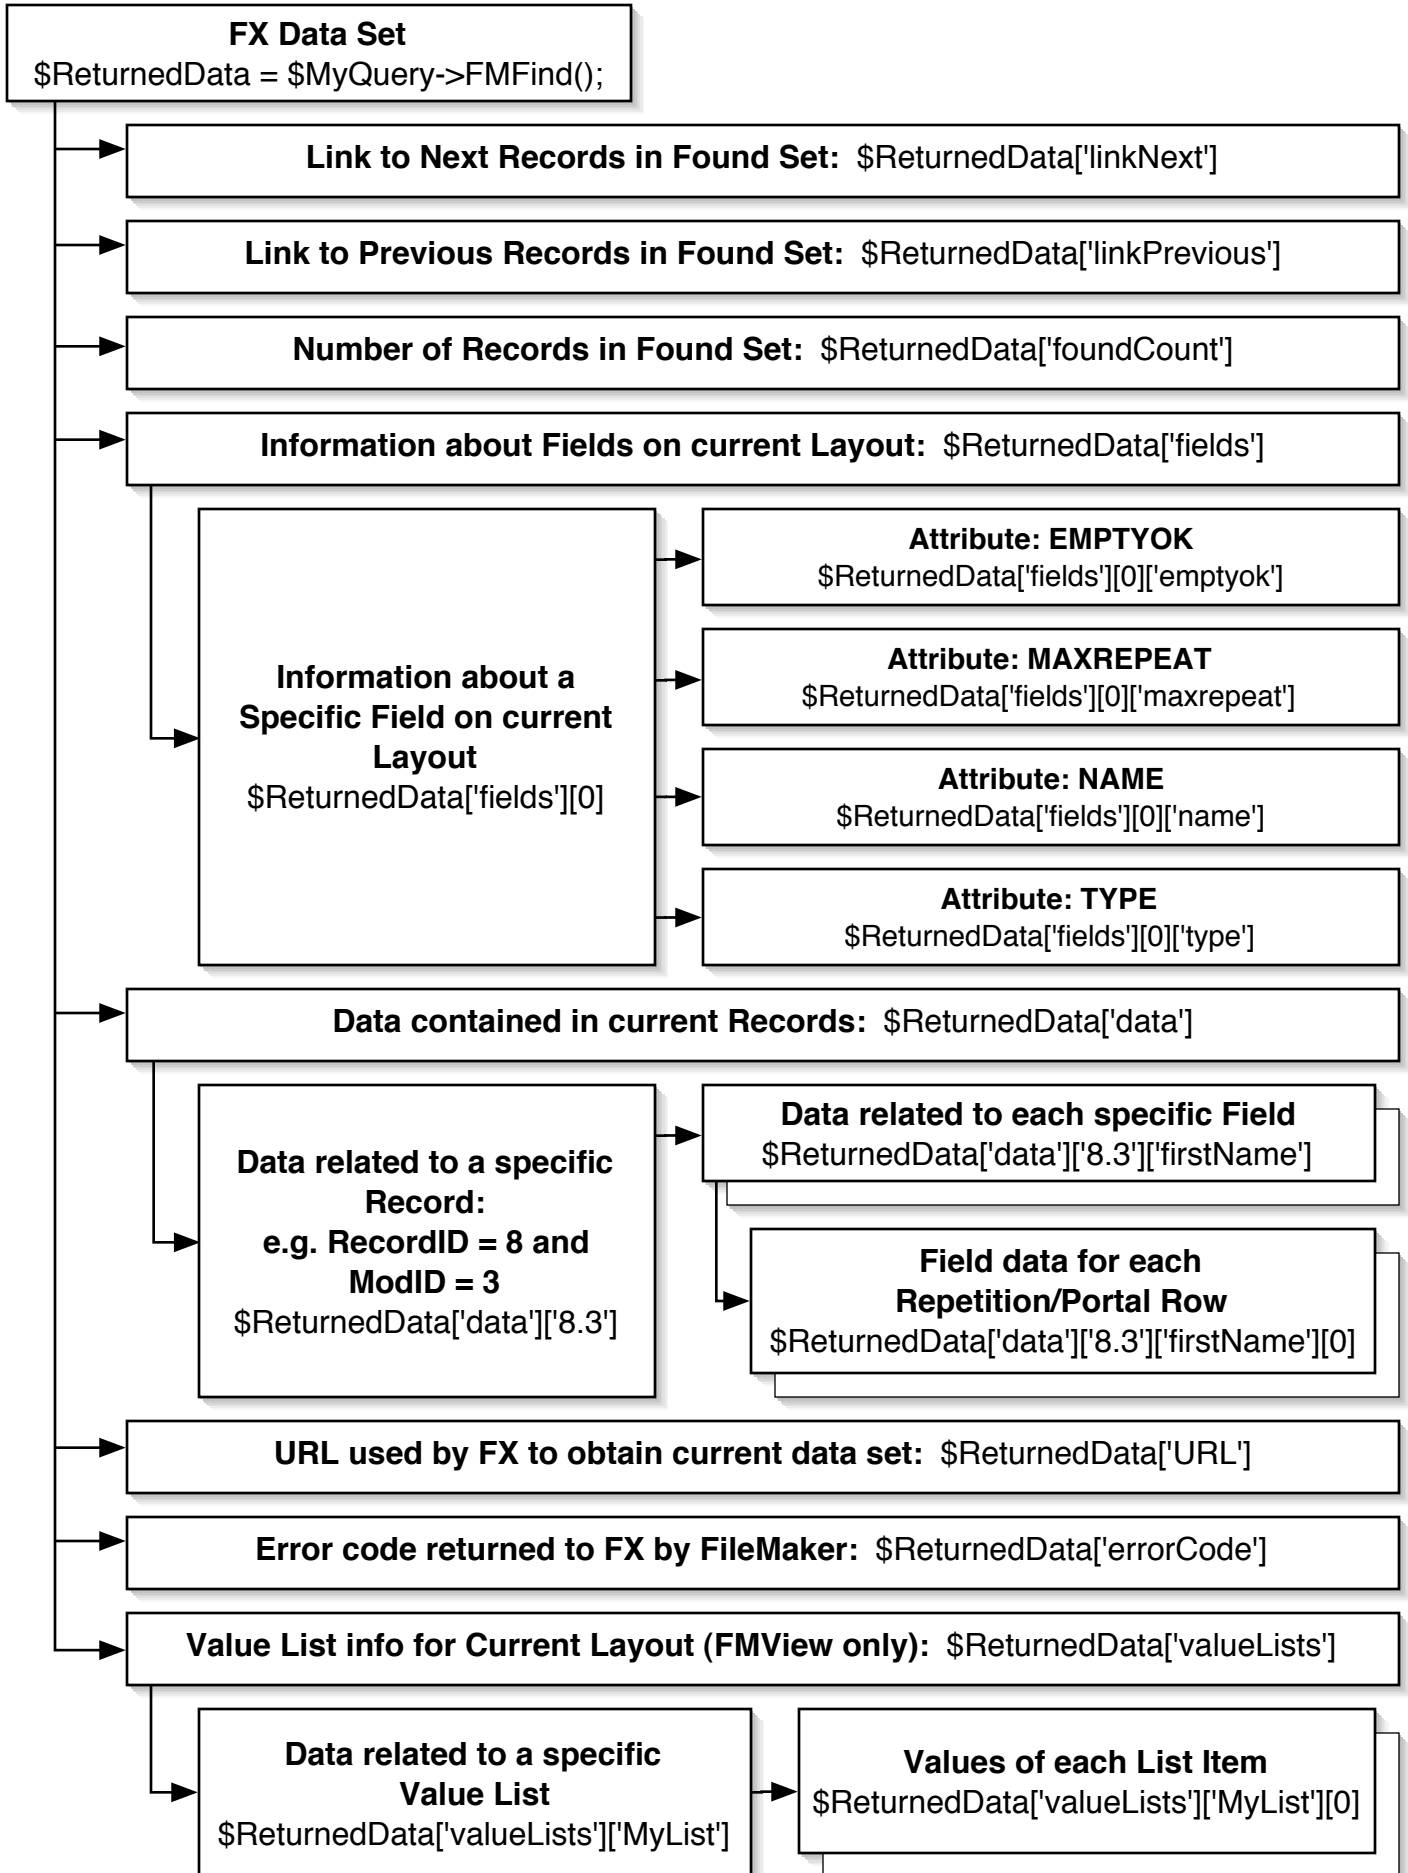 FX Data Set
$ReturnedData = $MyQuery->FMFind();
Link to Next Records in Found Set: $ReturnedData['linkNext']
Link to Previous Records in Found Set: $ReturnedData['linkPrevious']
Number of Records in Found Set: $ReturnedData['foundCount']
Information about Fields on current Layout: $ReturnedData['fields']
Information about a
Specific Field on current
Layout
$ReturnedData['fields'][0]
Attribute: EMPTYOK
$ReturnedData['fields'][0]['emptyok']
Attribute: MAXREPEAT
$ReturnedData['fields'][0]['maxrepeat']
Attribute: NAME
$ReturnedData['fields'][0]['name']
Attribute: TYPE
$ReturnedData['fields'][0]['type']
Data contained in current Records: $ReturnedData['data']
Data related to a specific
Record:
e.g. RecordID = 8 and
ModID = 3
$ReturnedData['data']['8.3']
Data related to each specific Field
$ReturnedData['data']['8.3']['firstName']
Field data for each
Repetition/Portal Row
$ReturnedData['data']['8.3']['firstName'][0]
URL used by FX to obtain current data set: $ReturnedData['URL']
Error code returned to FX by FileMaker: $ReturnedData['errorCode']
Value List info for Current Layout (FMView only): $ReturnedData['valueLists']
Data related to a specific
Value List
$ReturnedData['valueLists']['MyList']
Values of each List Item
$ReturnedData['valueLists']['MyList'][0]